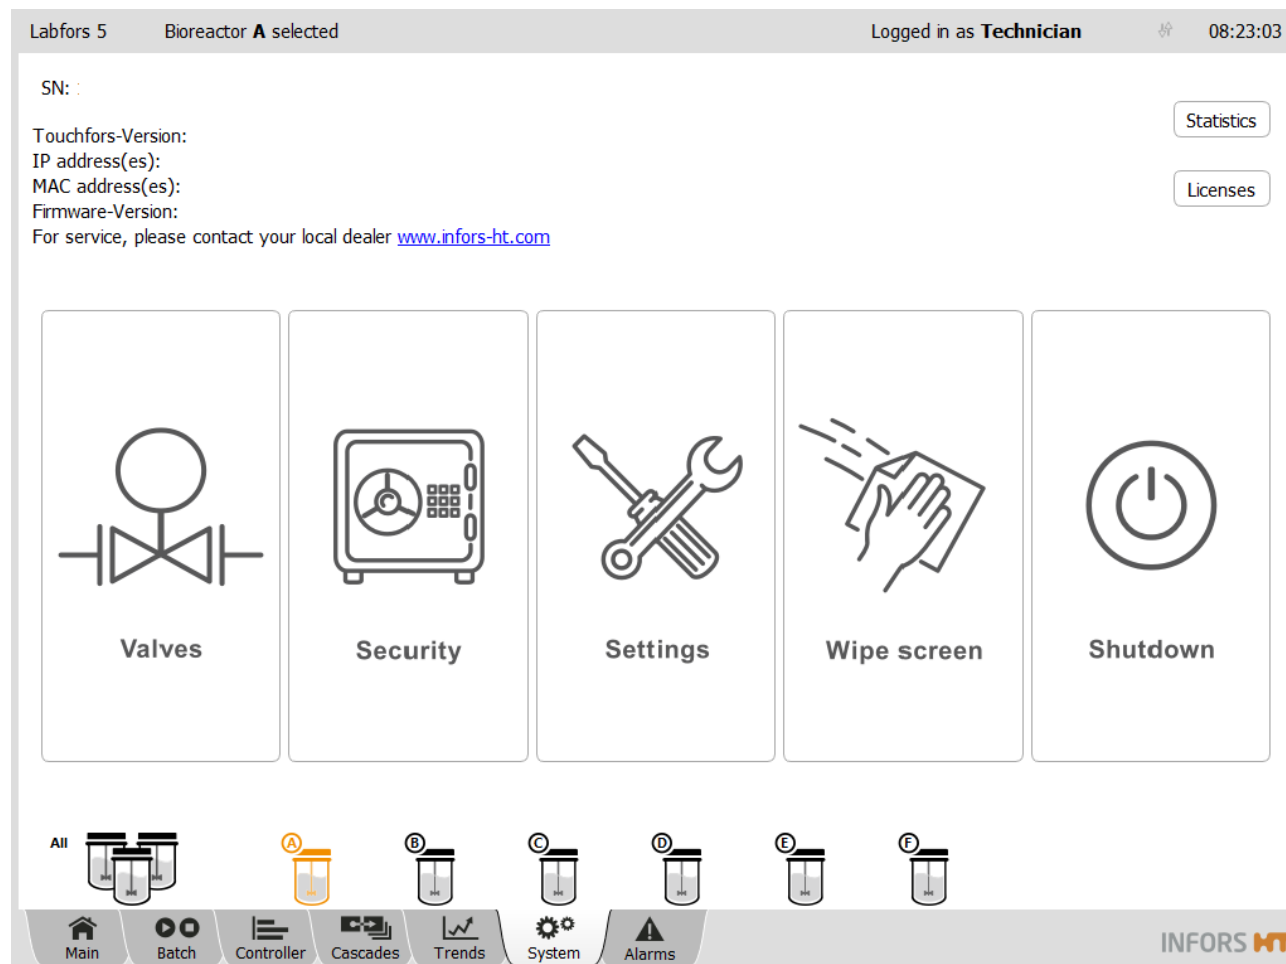 Labfors 5 Bioreactor A selected Logged in as Technician 08:23:03
SN:
Statistics
Touchfors-Version:
IP address(es):
MAC address(es):
Licenses
Firmware-Version:
For service, please contact your local dealer www.infors-ht.com
Valves Security Settings Wipe screen Shutdown
All A B C D E F
Main Batch Controller Cascades Trends System Alarms
INFORS HT